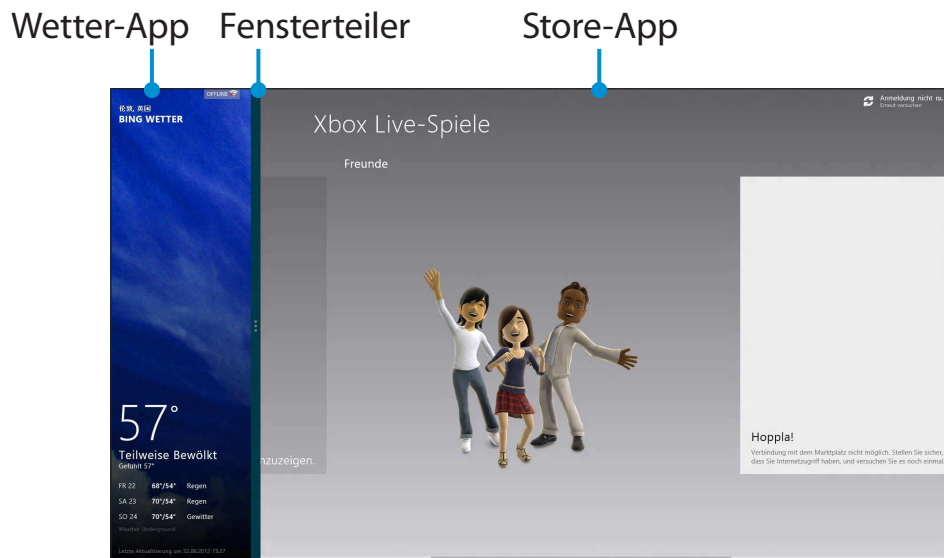 Wetter-App Fensterteiler Store-App
OFFLINE
伦敦, 英国
BING WETTER
Anmeldung nicht m.
Erneut versuchen
Xbox Live-Spiele
Freunde
57°
Teilweise Bewölkt
Gefühlt 57°
nzuzeigen.
FR 22 68°/54° Regen
SA 23 70°/54° Regen
SO 24 70°/54° Gewitter
Weather Underground
Letzte Aktualisierung um 22.06.2012 15:27
Hoppla!
Verbindung mit dem Marktplatz nicht möglich. Stellen Sie sicher,
dass Sie Internetzugriff haben, und versuchen Sie es noch einmal